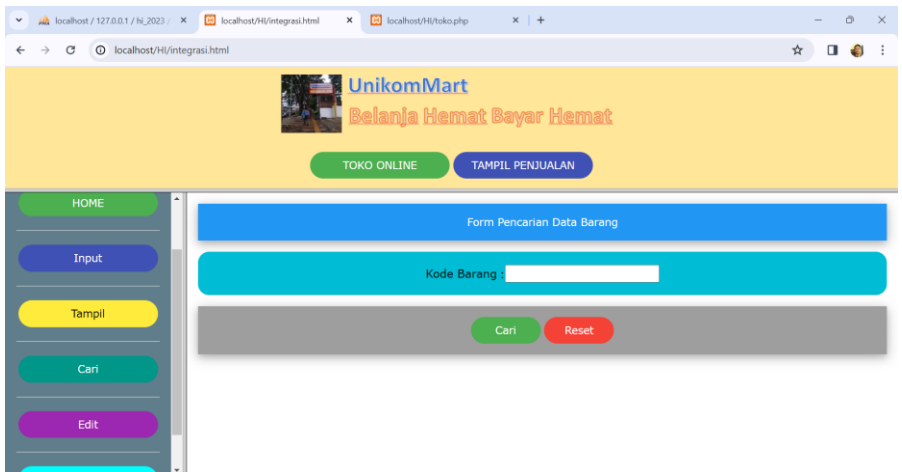 localhost / 127.0.0.1 / hi_2023 /
localhost/HI/integrasi.html
localhost/HI/toko.php
localhost/HI/integrasi.html
UnikomMart
Belanja Hemat Bayar Hemat
TOKO ONLINE
TAMPIL PENJUALAN
HOME
Input
Tampil
Cari
Edit
Form Pencarian Data Barang
Kode Barang :
Cari
Reset